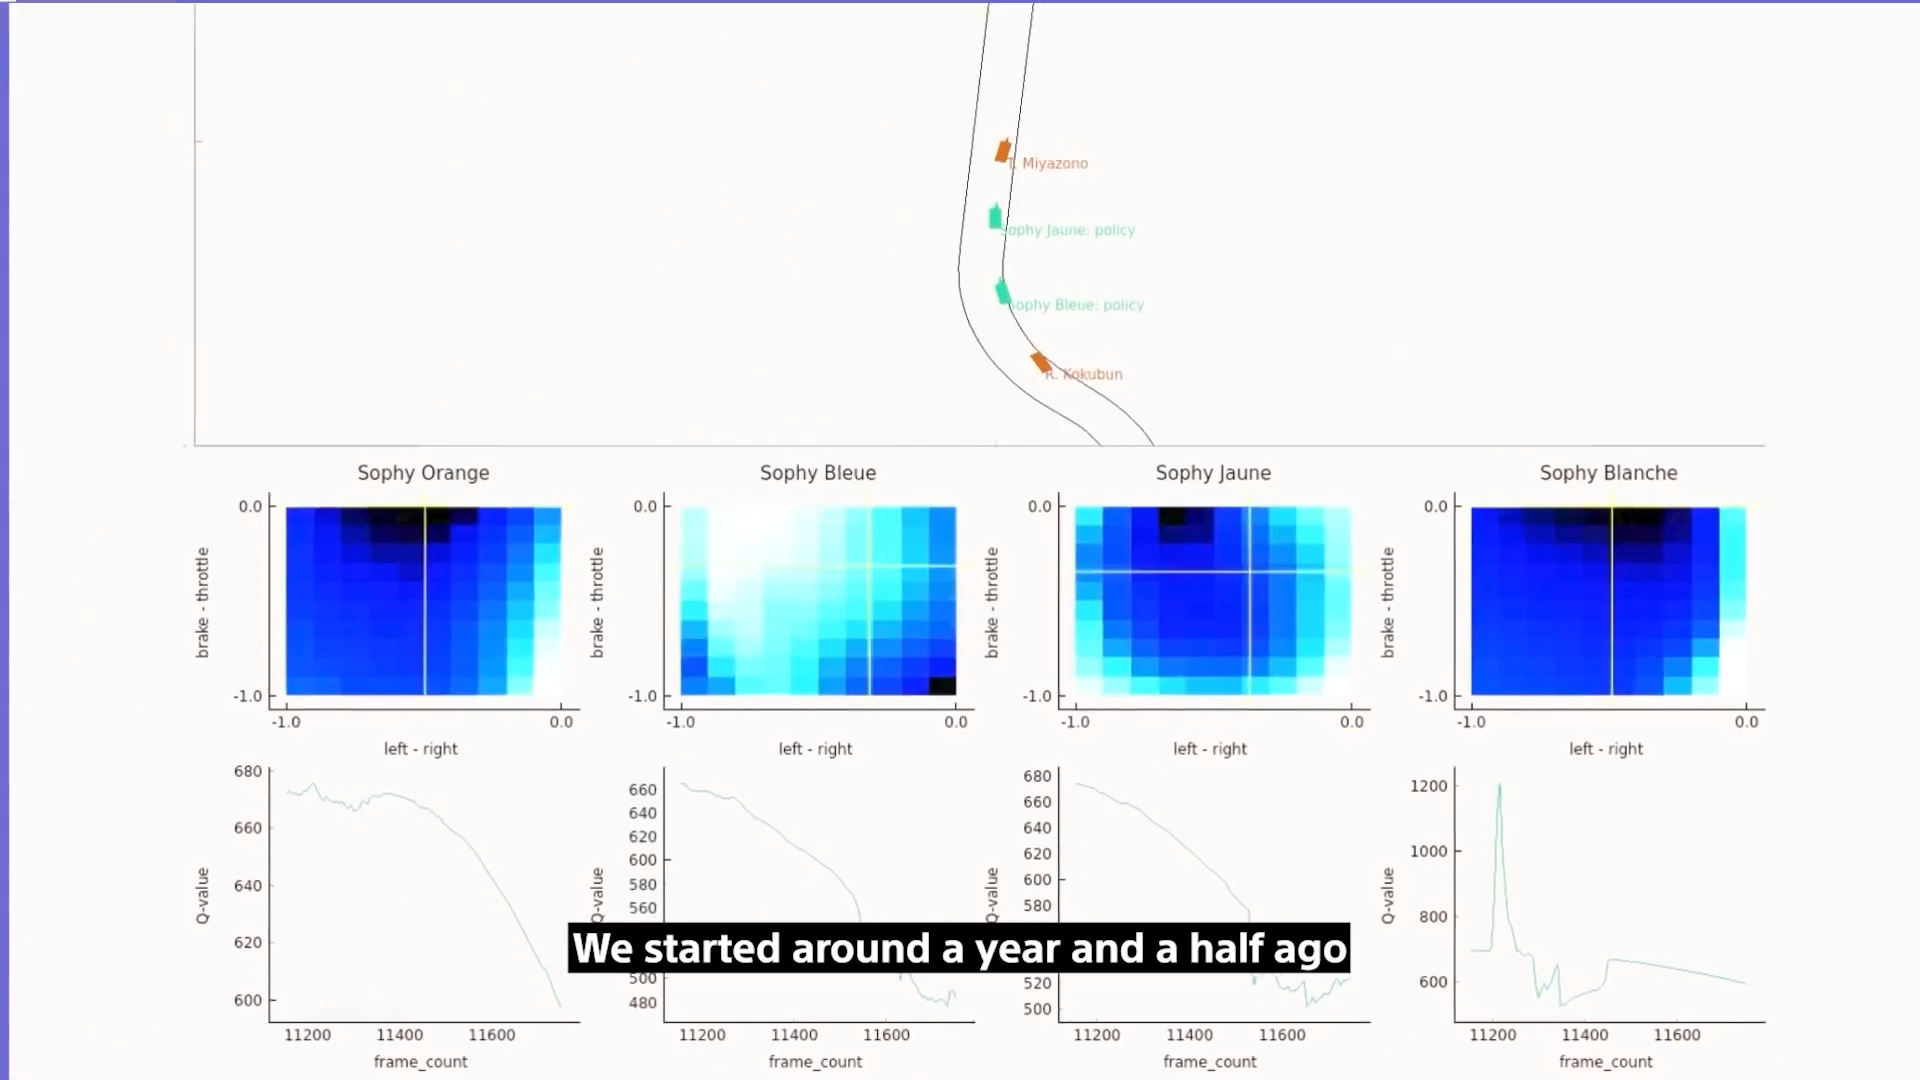 T. Miyazono
Sophy Jaune: policy
Sophy Bleue: policy
R. Kokubun
Sophy Orange
Sophy Bleue
Sophy Jaune
Sophy Blanche
0.0
brake - throttle
-1.0
-1.0
0.0
left - right
0.0
brake - throttle
-1.0
-1.0
0.0
left - right
0.0
brake - throttle
-1.0
-1.0
0.0
left - right
0.0
brake - throttle
-1.0
-1.0
0.0
left - right
680
660
640
620
600
Q-value
11200 11400 11600
frame_count
660
640
620
600
580
560
500
480
Q-value
11200 11400 11600
frame_count
680
660
640
620
600
580
520
500
Q-value
11200 11400 11600
frame_count
1200
1000
800
600
Q-value
11200 11400 11600
frame_count
We started around a year and a half ago